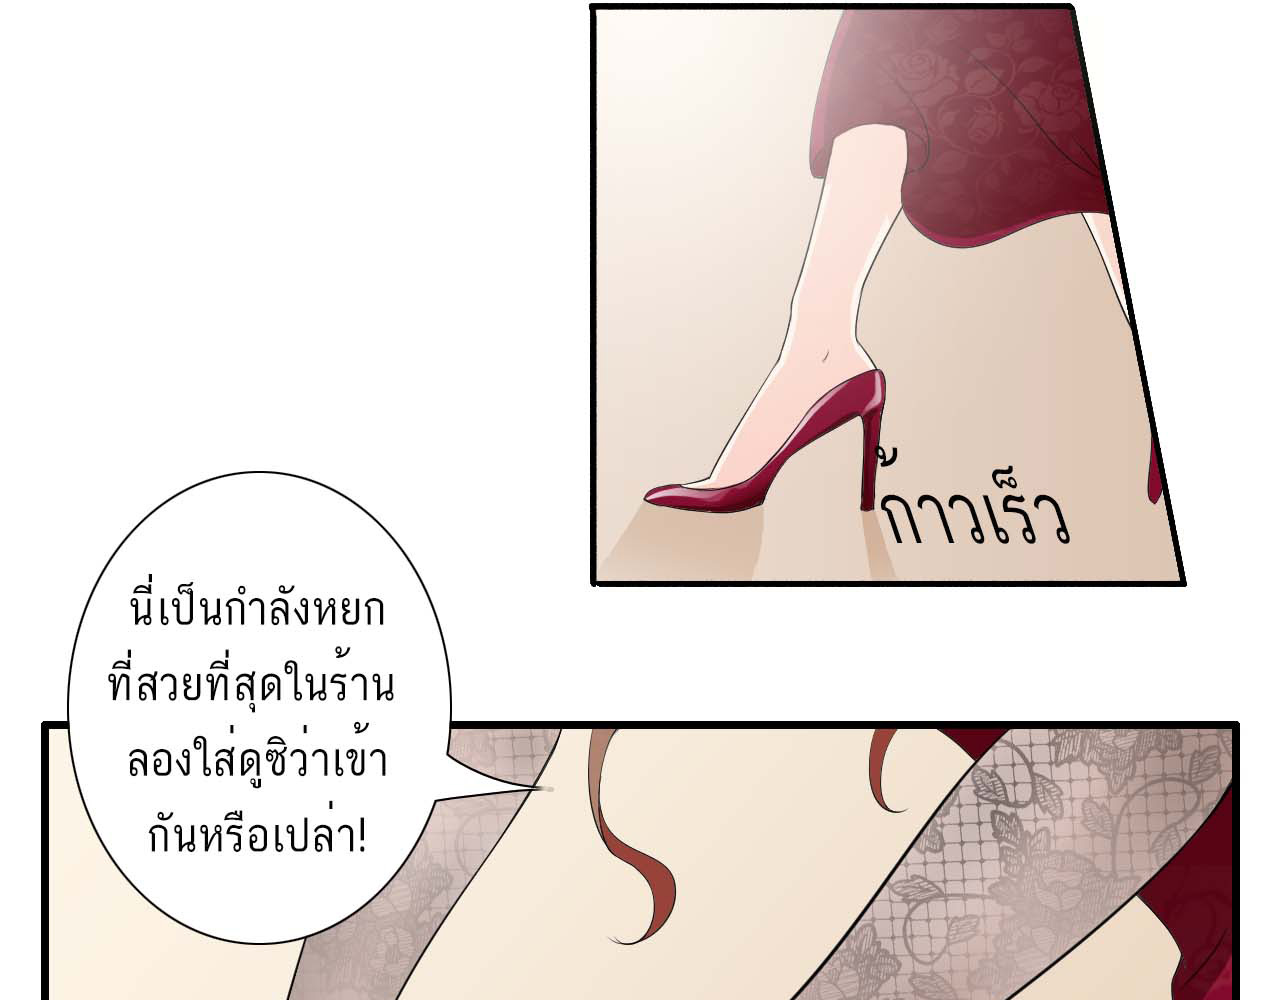 ก้าวเร็ว
นี่เป็นกำลังหยก
ที่สวยที่สุดในร้าน
ลองใส่ดูซิว่าเข้า
กันหรือเปล่า!